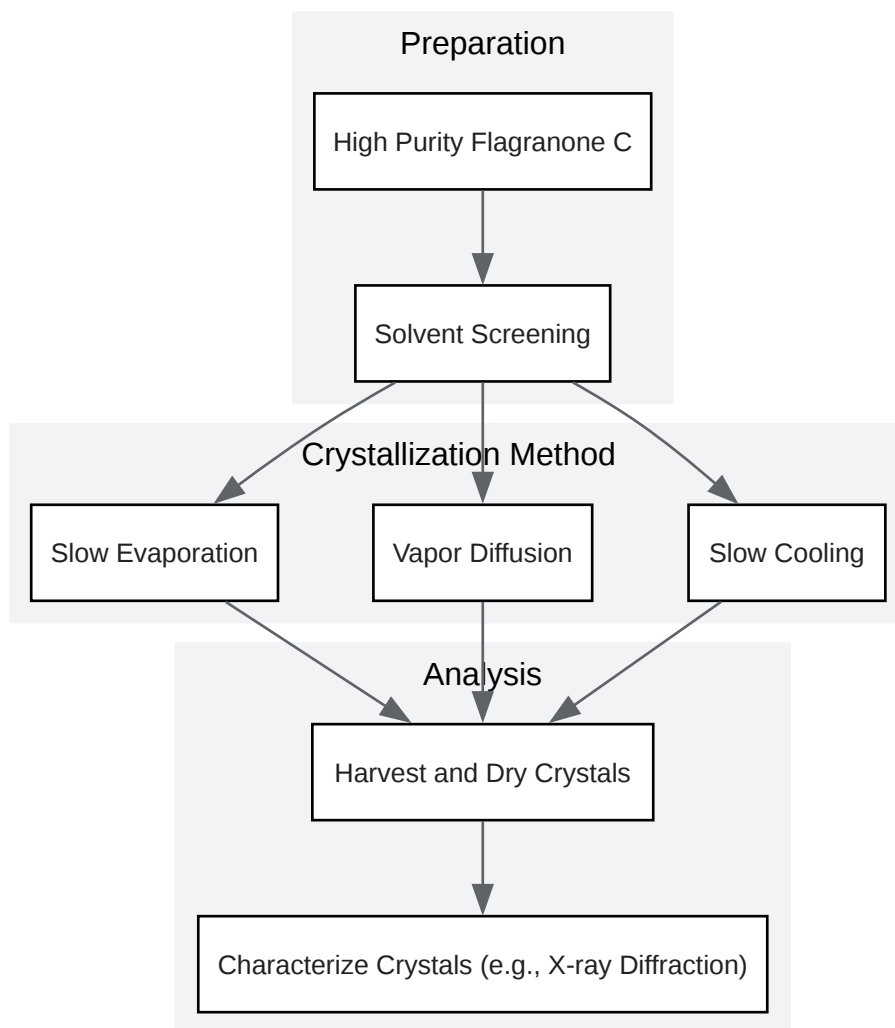 Preparation
High Purity Flagranone C
Solvent Screening
Crystallization Method
Slow Evaporation
Vapor Diffusion
Slow Cooling
Analysis
Harvest and Dry Crystals
Characterize Crystals (e.g., X-ray Diffraction)